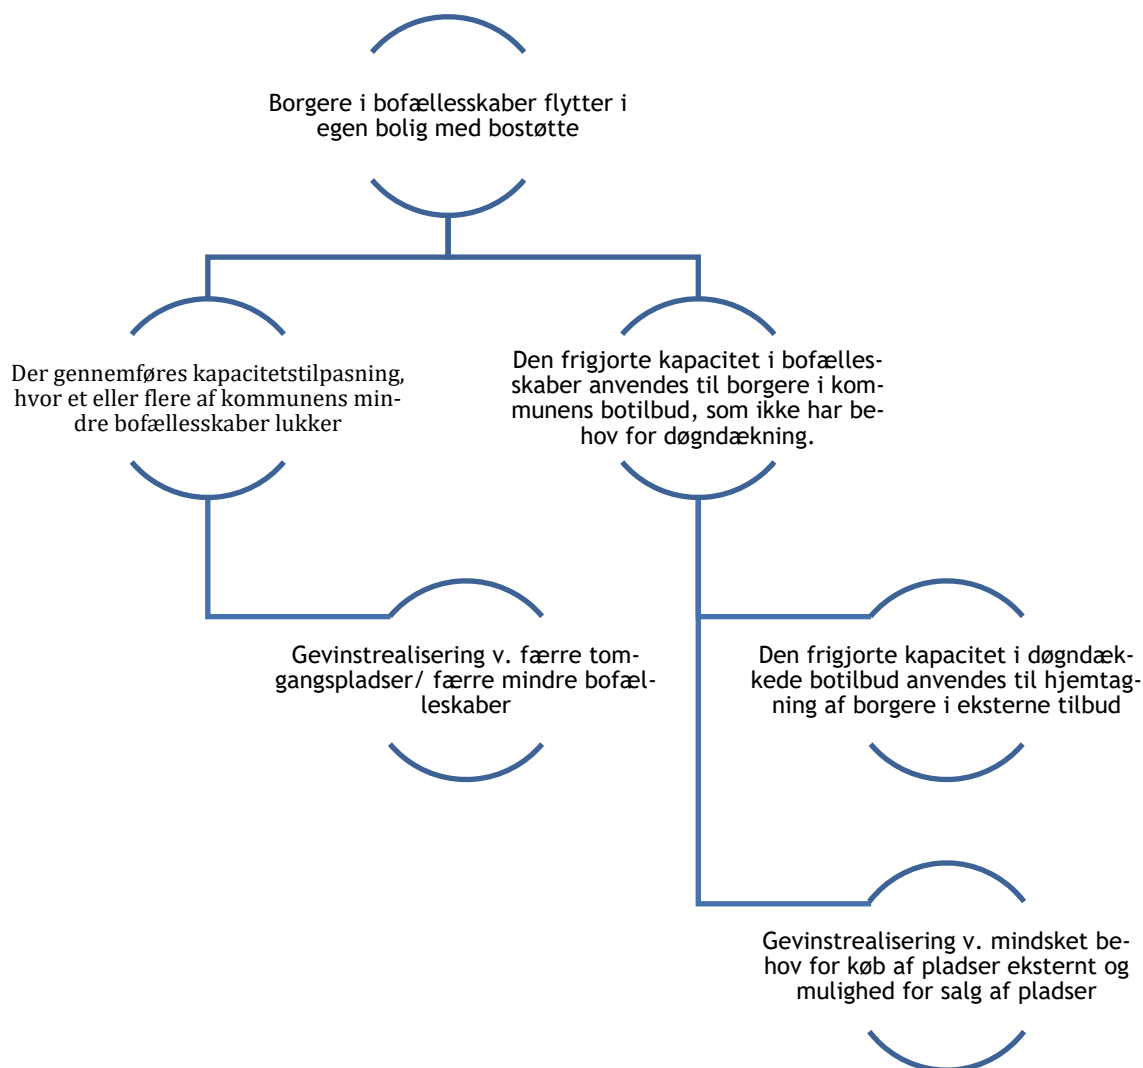 Borgere i bofællesskaber flytter i
egen bolig med bostøtte
Der gennemføres kapacitetstilpasning,
hvor et eller flere af kommunens min-
dre bofællesskaber lukker
Den frigjorte kapacitet i bofælles-
skaber anvendes til borgere i kom-
munens botilbud, som ikke har be-
hov for døgndækning.
Gevinstrealisering v. færre tom-
gangspladser/ færre mindre bofæl-
leskaber
Den frigjorte kapacitet i døgndæk-
kede botilbud anvendes til hjemtag-
ning af borgere i eksterne tilbud
Gevinstrealisering v. mindsket be-
hov for køb af pladser eksternt og
mulighed for salg af pladser